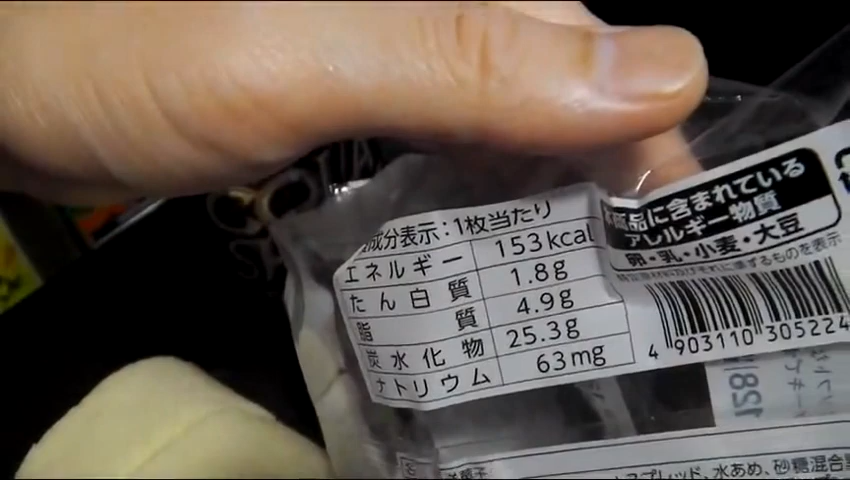 成分表示：1枚当たり
エネルギー 153kcal
たん白質 1.8g
脂質 4.9g
炭水化物 25.3g
ナトリウム 63mg
品に含まれている
アレルギー物質
卵・乳・小麦・大豆
4 903110 305224
スプレッド、水あめ、砂糖混合